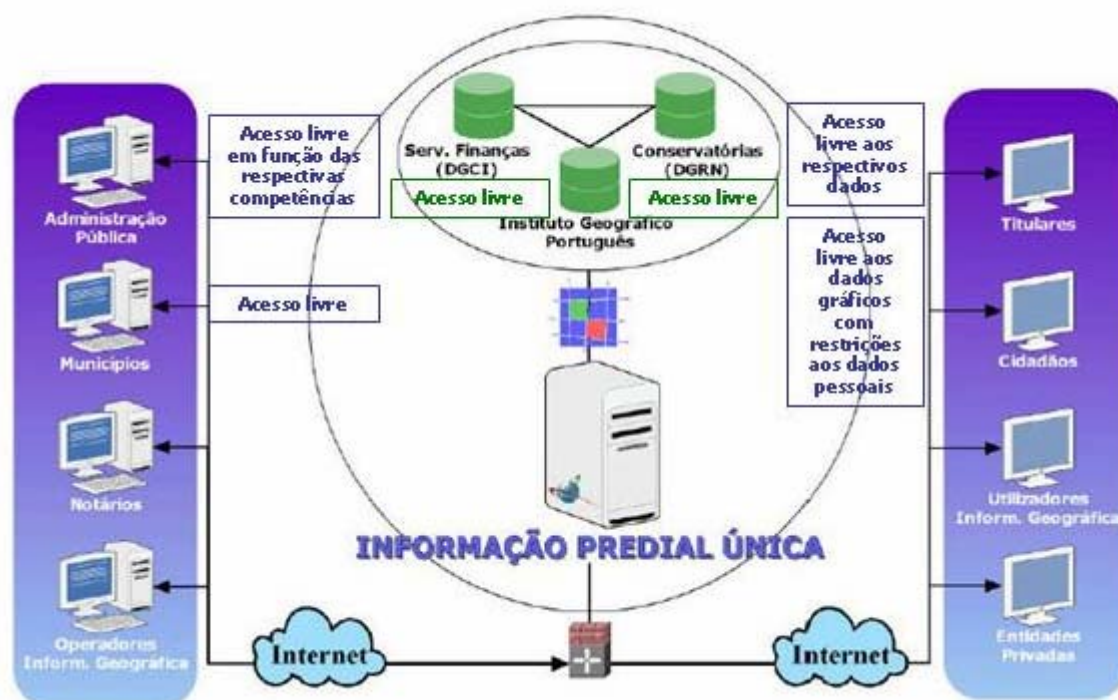 Administração
Pública
Municípios
Notários
Operadores
Inform. Geográfica
Acesso livre
em função das
respectivas
competências
Acesso livre
Serv. Finanças
(DGCI)
Conservatórias
(DGRN)
Acesso livre
Acesso livre
Instituto Geográfico
Português
INFORMAÇÃO PREDIAL ÚNICA
Internet
Internet
Acesso
livre aos
respectivos
dados
Acesso
livre aos
dados
gráficos
com
restrições
aos dados
pessoais
Titulares
Cidadãos
Utilizadores
Inform. Geográfica
Entidades
Privadas